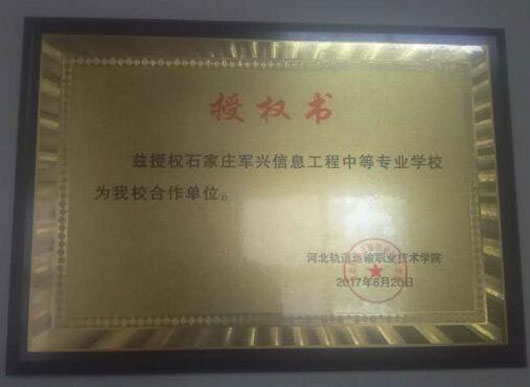 授权书
兹授权石家庄军兴信息工程中等专业学校
为我校合作单位。
河北轨道运输职业技术学院
2017年6月20日